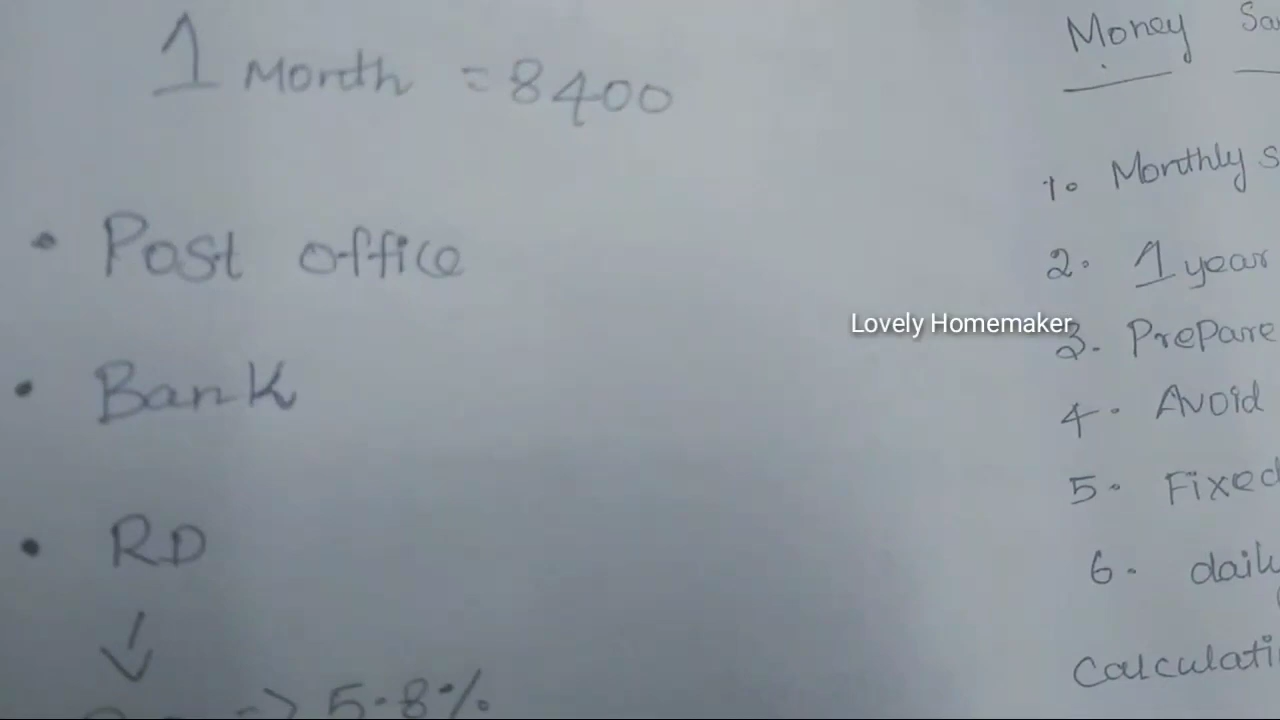 1 Month = 8400
• Post office
• Bank
• RD
↓
=> 5.8%
Money
1. Monthly
2. 1 year
3. Prepare
4. Avoid
5. Fixed
6. daily
Calculati
Lovely Homemaker